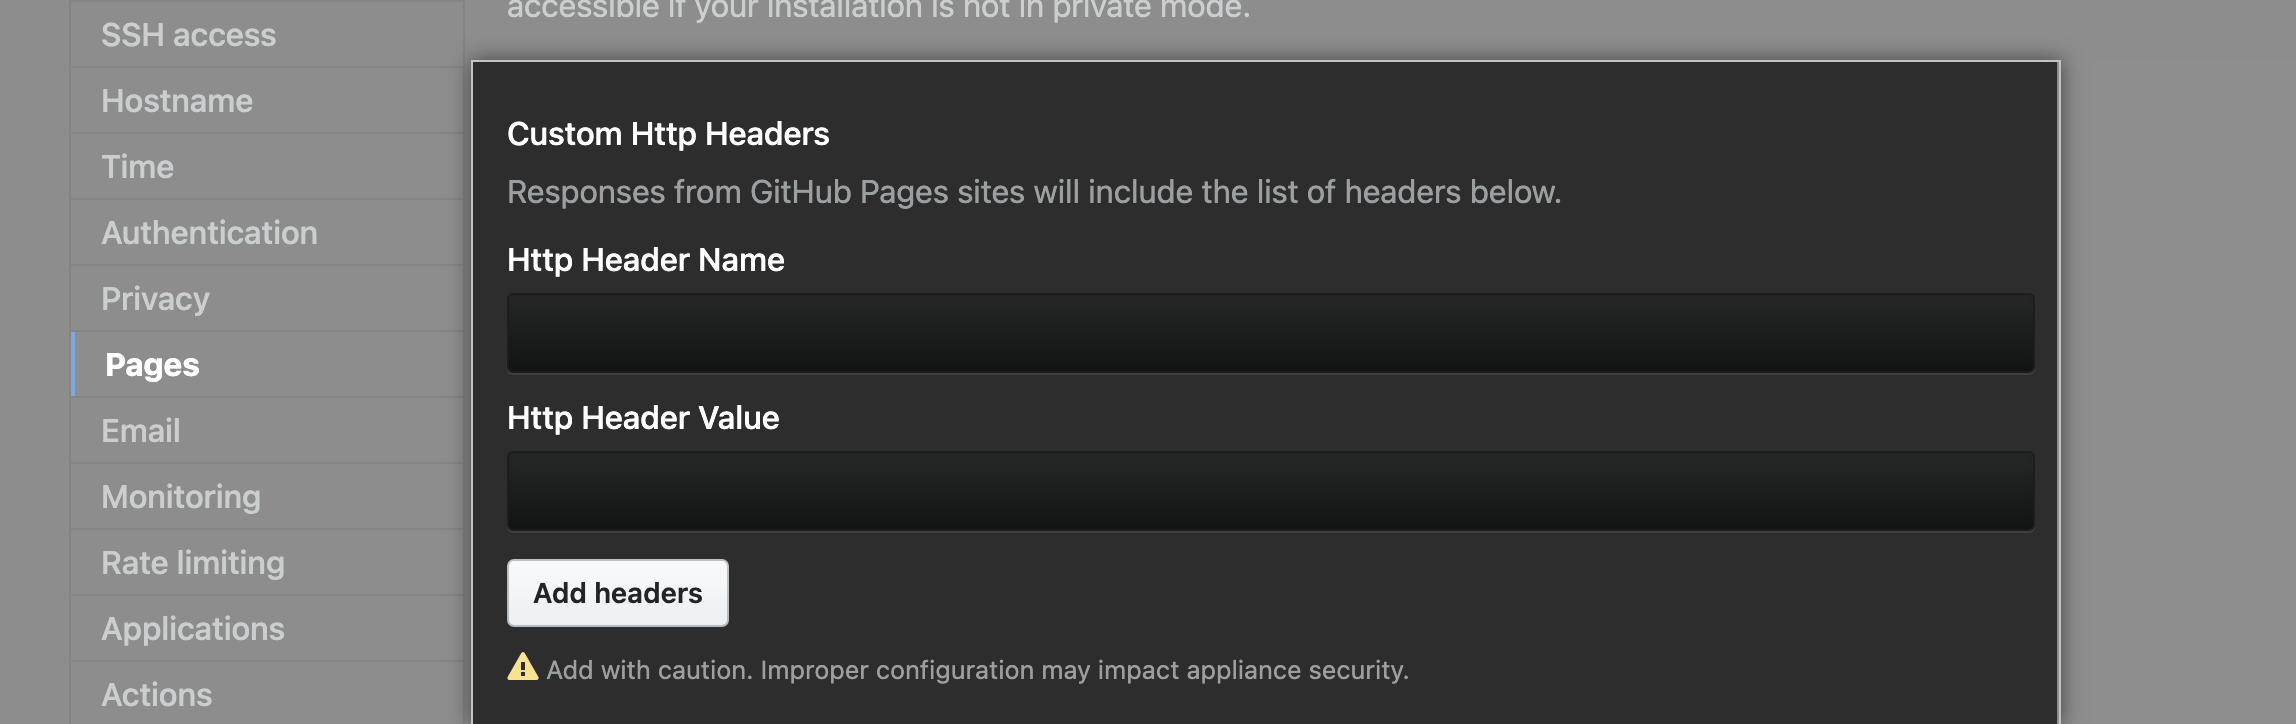 accessible if your installation is not in private mode.
SSH access
Hostname
Time
Authentication
Privacy
Pages
Email
Monitoring
Rate limiting
Applications
Actions
Custom Http Headers
Responses from GitHub Pages sites will include the list of headers below.
Http Header Name
Http Header Value
Add headers
Add with caution. Improper configuration may impact appliance security.